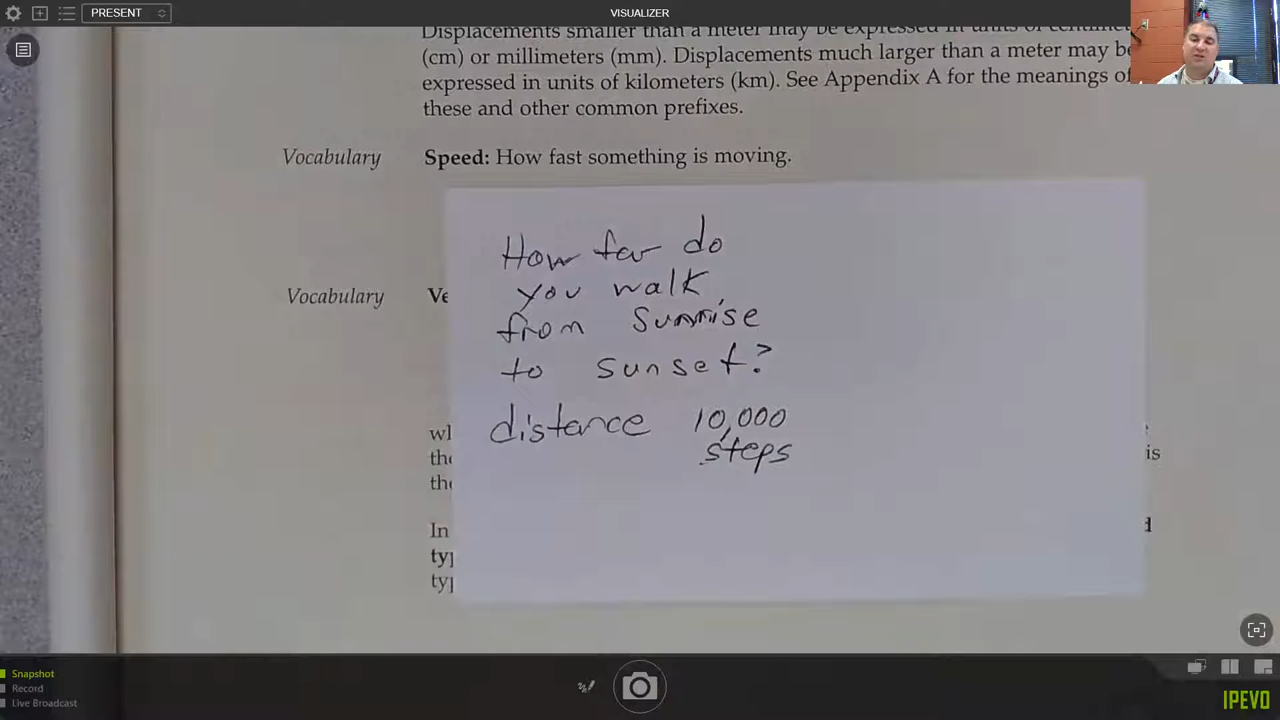 PRESENT
VISUALIZER
Displacements smaller than a meter may be expressed in units of
(cm) or millimeters (mm). Displacements much larger than a meter may be
expressed in units of kilometers (km). See Appendix A for the meanings of
these and other common prefixes.
Vocabulary Speed: How fast something is moving.
How far do
you walk
Vocabulary Ve
from Sunrise
to sunset?
distance 10,000
steps
is
In
Snapshot
Record
Live Broadcast
IPEVO